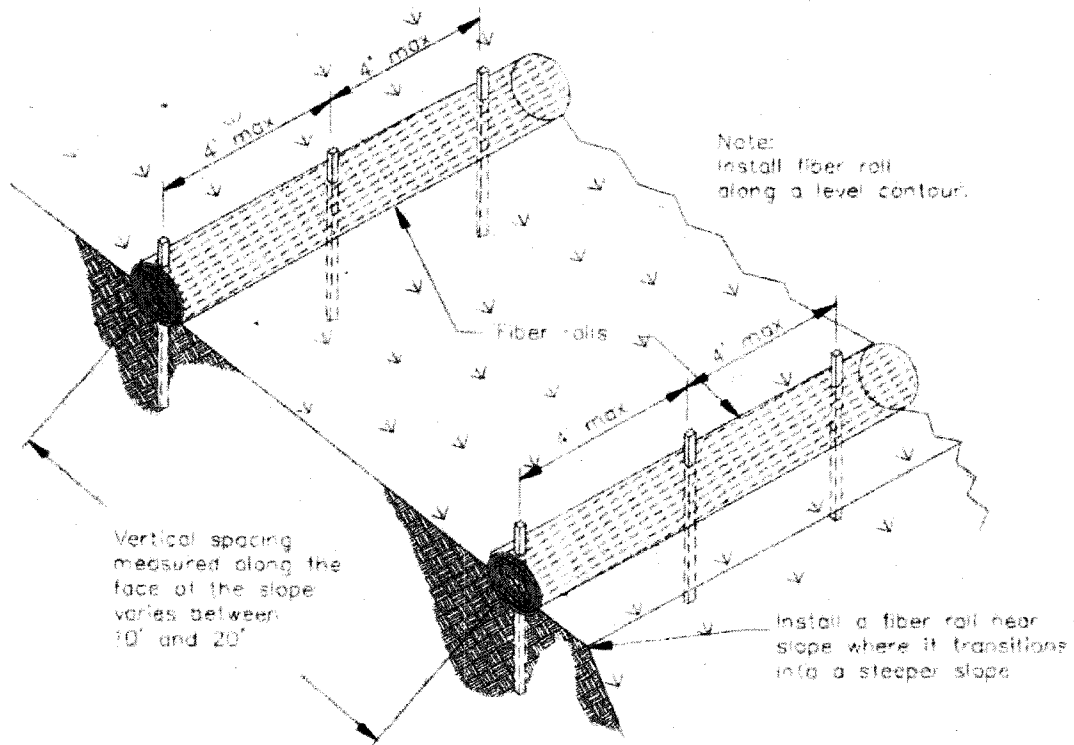 4' max
4' max
Note:
Install fiber roll
along a level contour.
Fiber rolls
4' max
4' max
Vertical spacing
measured along the
face of the slope
varies between
10' and 20'
Install a fiber roll near
slope where it transitions
into a steeper slope